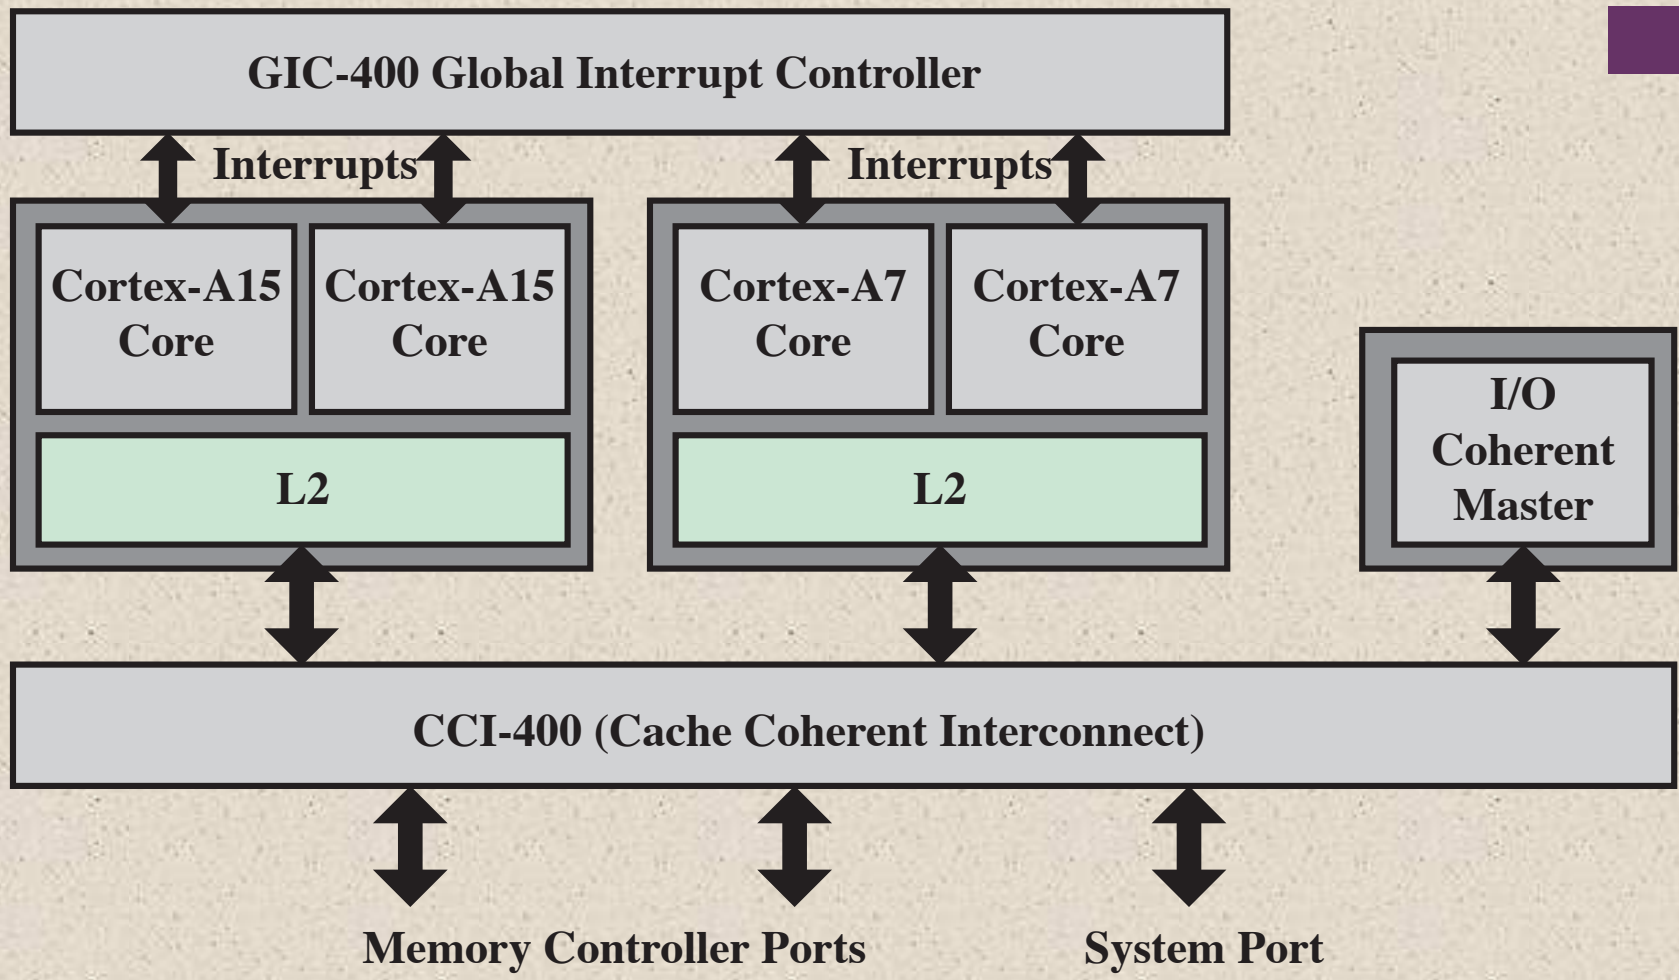 GIC-400 Global Interrupt Controller
Interrupts
Interrupts
Cortex-A15
Core
Cortex-A15
Core
Cortex-A7
Core
Cortex-A7
Core
I/O
Coherent
Master
L2
L2
CCI-400 (Cache Coherent Interconnect)
Memory Controller Ports
System Port